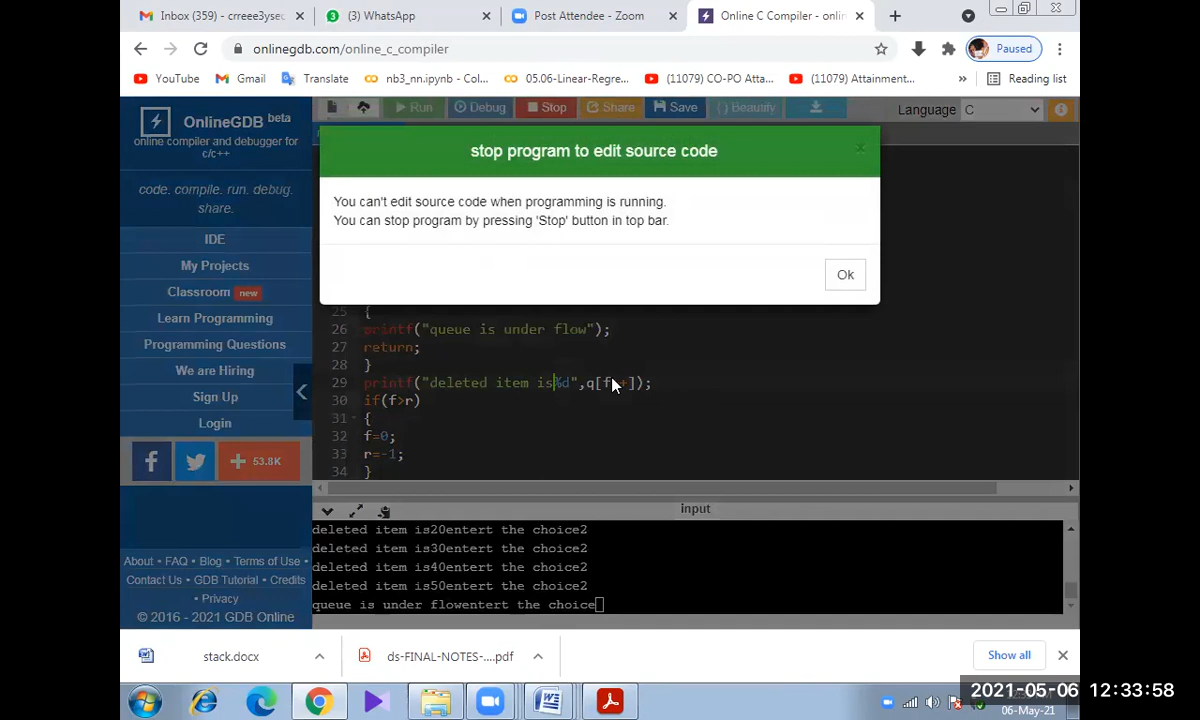 Inbox (359) - crreee3ysec
(3) WhatsApp
Post Attendee - Zoom
Online C Compiler - onlin
onlinegdb.com/online_c_compiler
Paused
YouTube
Gmail
Translate
nb3_nn.ipynb - Col...
05.06-Linear-Regre...
(11079) CO-PO Atta...
(11079) Attainment...
Reading list
OnlineGDB beta
online compiler and debugger for
c/c++
code. compile. run. debug.
share.
IDE
My Projects
Classroom new
Learn Programming
Programming Questions
We are Hiring
Sign Up
Login
53.8K
About • FAQ • Blog • Terms of Use •
Contact Us • GDB Tutorial • Credits
• Privacy
© 2016 - 2021 GDB Online
Run
Debug
Stop
Share
Save
{ } Beautify
Language C
stop program to edit source code
You can't edit source code when programming is running.
You can stop program by pressing 'Stop' button in top bar.
Ok
25 {
26 printf("queue is under flow");
27 return;
28 }
29 printf("deleted item is%d",q[f++]);
30 if(f>r)
31 {
32 f=0;
33 r=-1;
34 }
input
deleted item is20entert the choice2
deleted item is30entert the choice2
deleted item is40entert the choice2
deleted item is50entert the choice2
queue is under flowentert the choice
stack.docx
ds-FINAL-NOTES-....pdf
Show all
2021-05-06 12:33:58
06-May-21